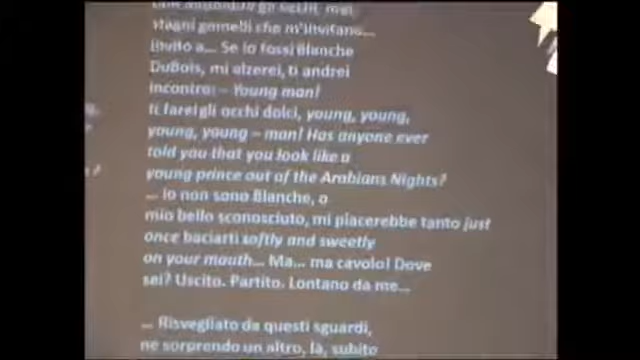 stagni gemelli che m'invitano...
Invito a... Se io fossi Blanche
DuBois, mi alzerei, ti andrei
incontro: – Young man!
ti farei gli occhi dolci, young, young,
young, young – man! Has anyone ever
told you that you look like a
young prince out of the Arabians Nights?
... Io non sono Blanche, o
mio bello sconosciuto, mi piacerebbe tanto just
once baciarti softly and sweetly
on your mouth... Ma... ma cavolo! Dove
sei? Uscito. Partito. Lontano da me...
... Risvegliato da questi sguardi,
ne sorprendo un altro, là, subito